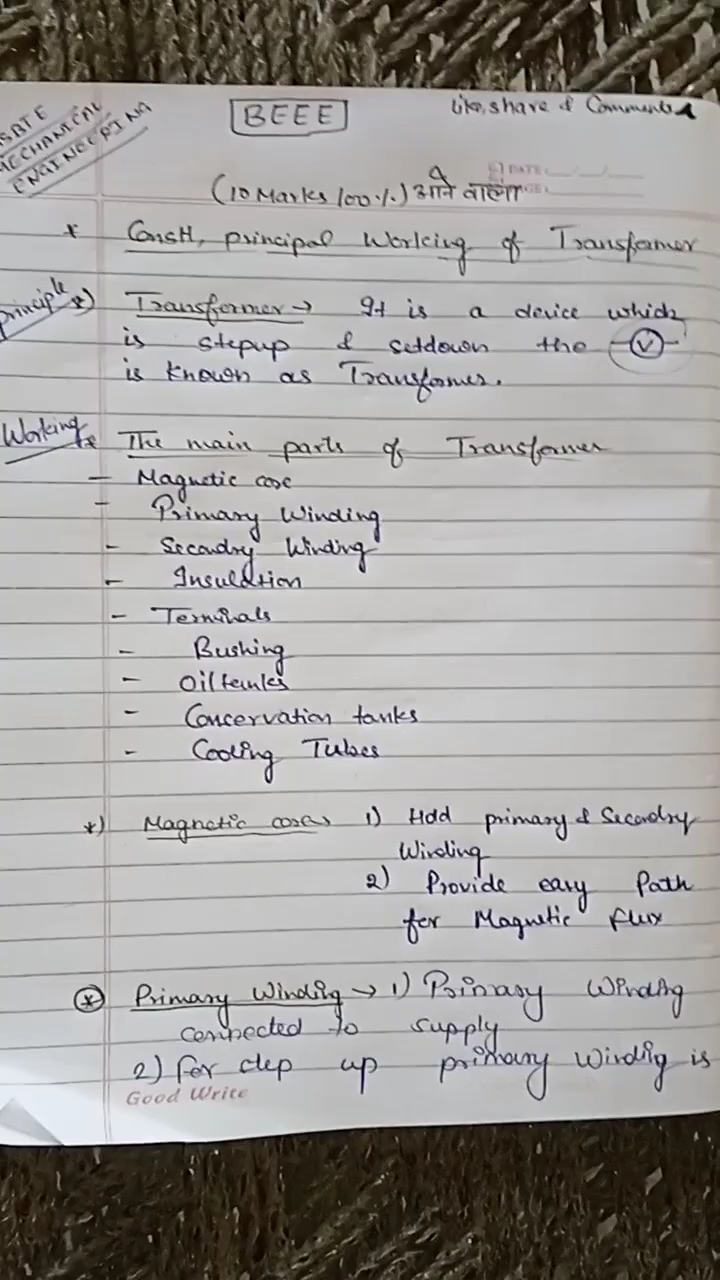 SBTE
MECHANICAL
ENGINEERING
BEEE
Like, share & Comments
DATE:
(10 Marks 100%) आने वाला
* Constt, principal Working of Transformer
Principle *) Transformer → It is a device which
is stepup & setdown the V
is known as Transformer.
Working * The main parts of Transformer
- Magnetic core
- Primary Winding
- Secondry Winding
- Insulation
- Terminals
- Bushing
- Oil tanks
- Concervation tanks
- Cooling Tubes
*) Magnetic core → 1) Hold primary & Secondry
Winding
2) Provide easy Path
for Magnetic flux
* Primary Winding → 1) Primary Winding
connected to supply
2) for step up primary winding is
Good Write